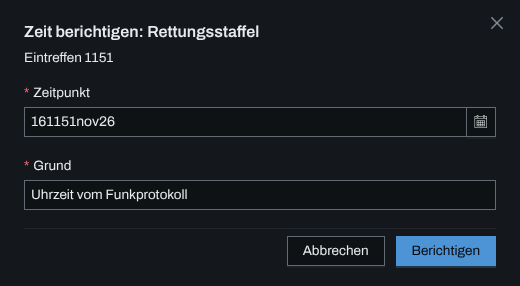 Zeit berichtigen: Rettungsstaffel
Eintreffen 1151
* Zeitpunkt
161151nov26
* Grund
Uhrzeit vom Funkprotokoll
Abbrechen
Berichtigen